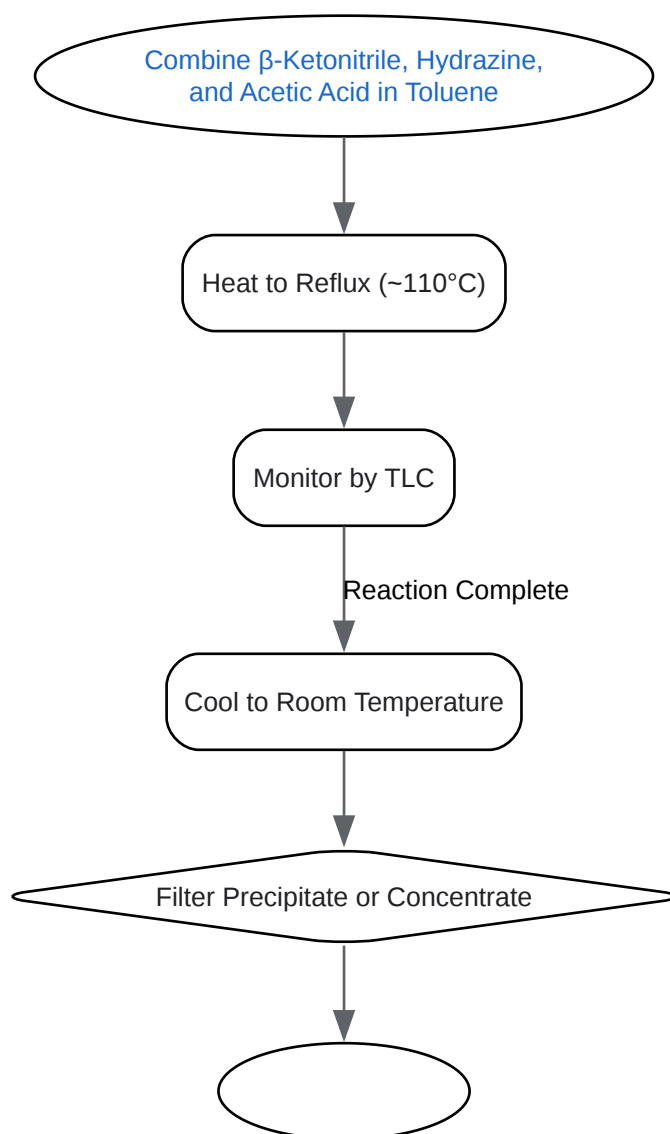 Combine β-Ketonitrile, Hydrazine,
and Acetic Acid in Toluene
Heat to Reflux (~110°C)
Monitor by TLC
Reaction Complete
Cool to Room Temperature
Filter Precipitate or Concentrate